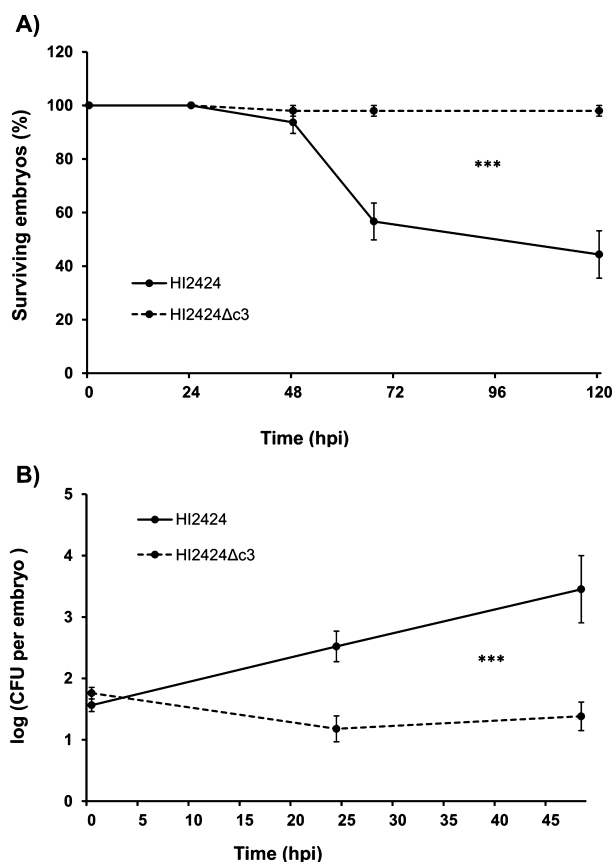 A)
Surviving embryos (%)
120
100
80
60
40
20
0
0 24 48 72 96 120
Time (hpi)
HI2424
HI2424Δc3
***
B)
log (CFU per embryo )
5
4
3
2
1
0
0 5 10 15 20 25 30 35 40 45
Time (hpi)
HI2424
HI2424Δc3
***